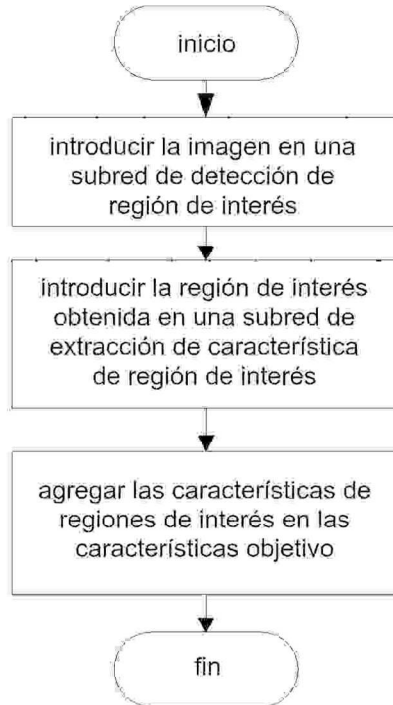 inicio
introducir la imagen en una
subred de detección de
región de interés
introducir la región de interés
obtenida en una subred de
extracción de característica
de región de interés
agregar las características de
regiones de interés en las
características objetivo
fin